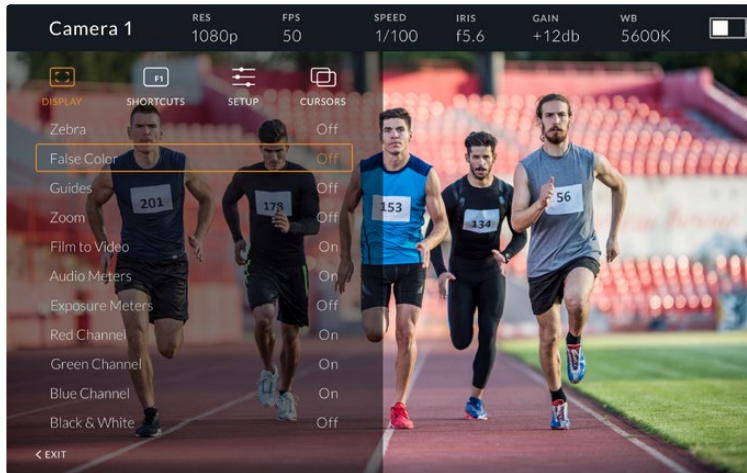 Camera 1
RES
1080p
FPS
50
SPEED
1/100
IRIS
f5.6
GAIN
+12db
WB
5600K
DISPLAY
F1
SHORTCUTS
SETUP
CURSORS
Zebra Off
False Color Off
Guides Off
Zoom Off
Film to Video On
Audio Meters On
Exposure Meters Off
Red Channel On
Green Channel On
Blue Channel On
Black & White Off
< EXIT
201
178
153
134
56